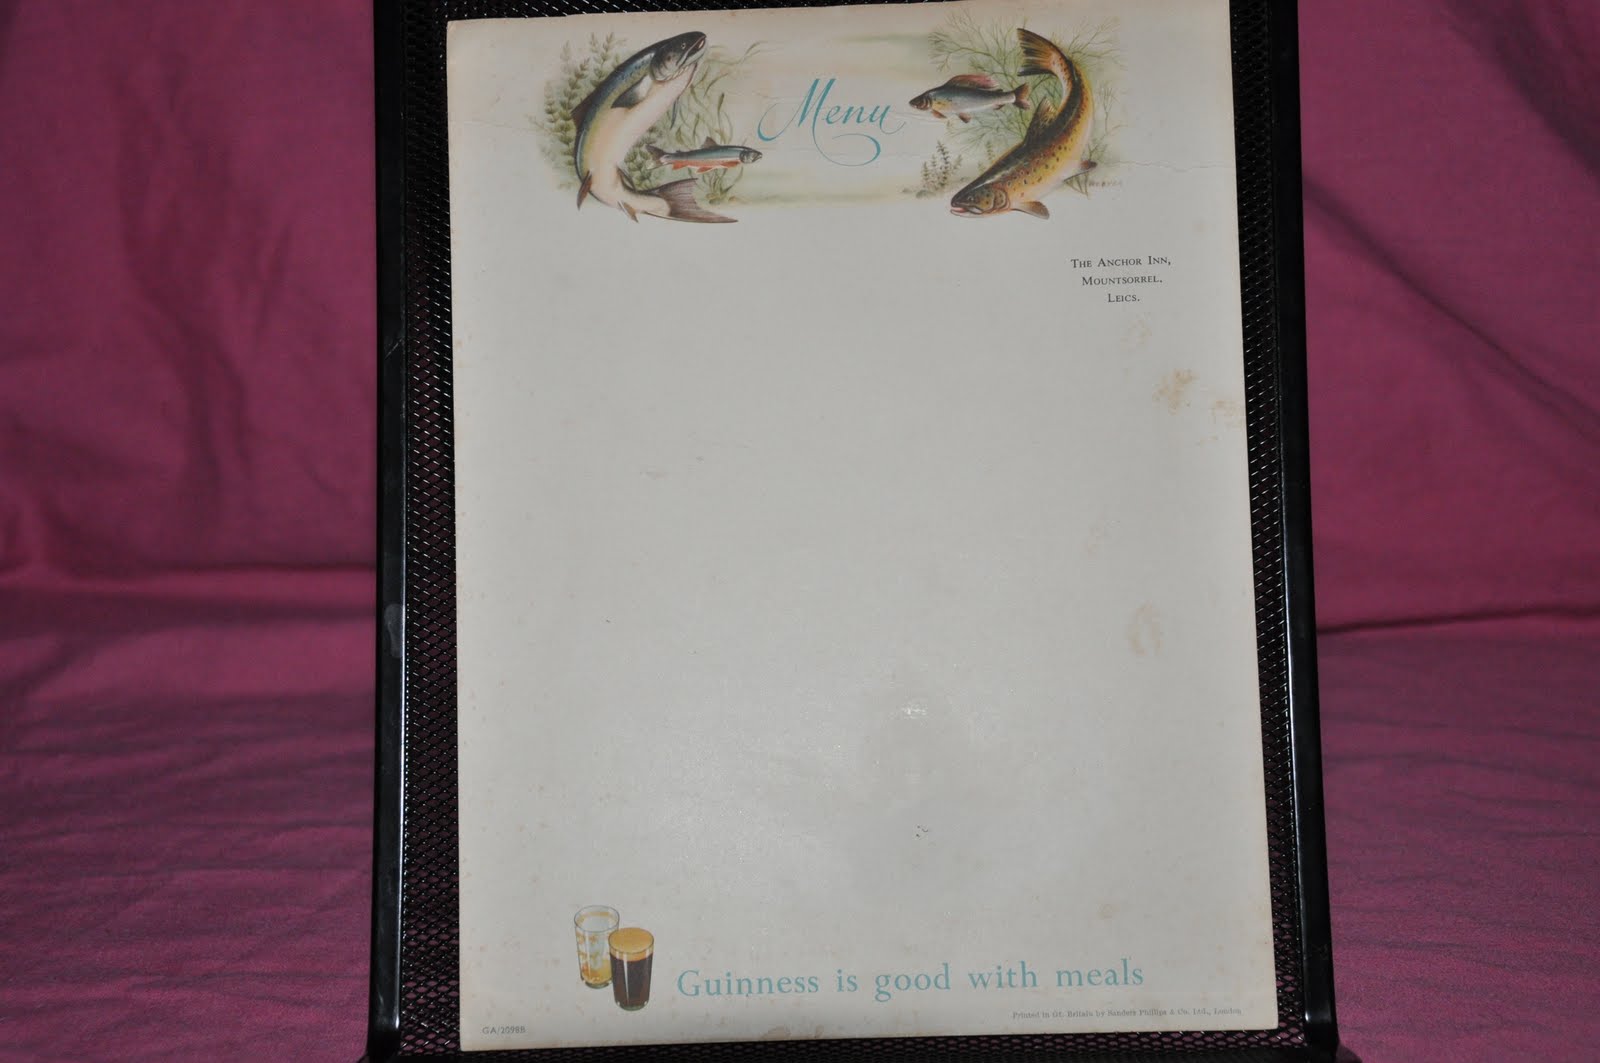 Menu
The Anchor Inn,
Mountsorrel,
Leics.
Guinness is good with meals
Printed in Gt. Britain by Sanders Phillips & Co. Ltd., London
GA/2098B